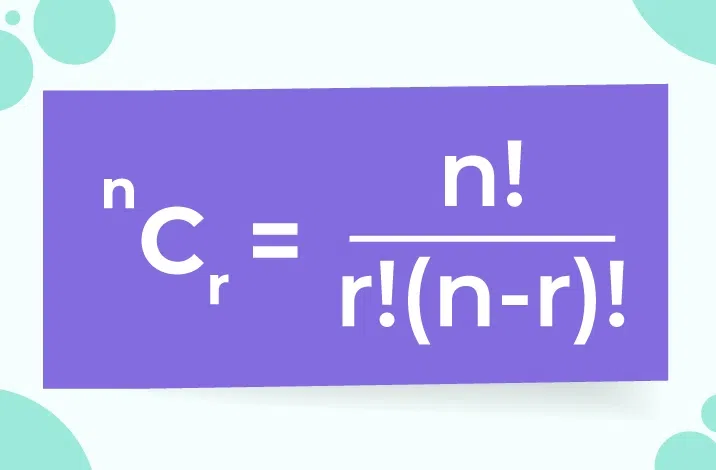 nCr = n!
r!(n-r)!